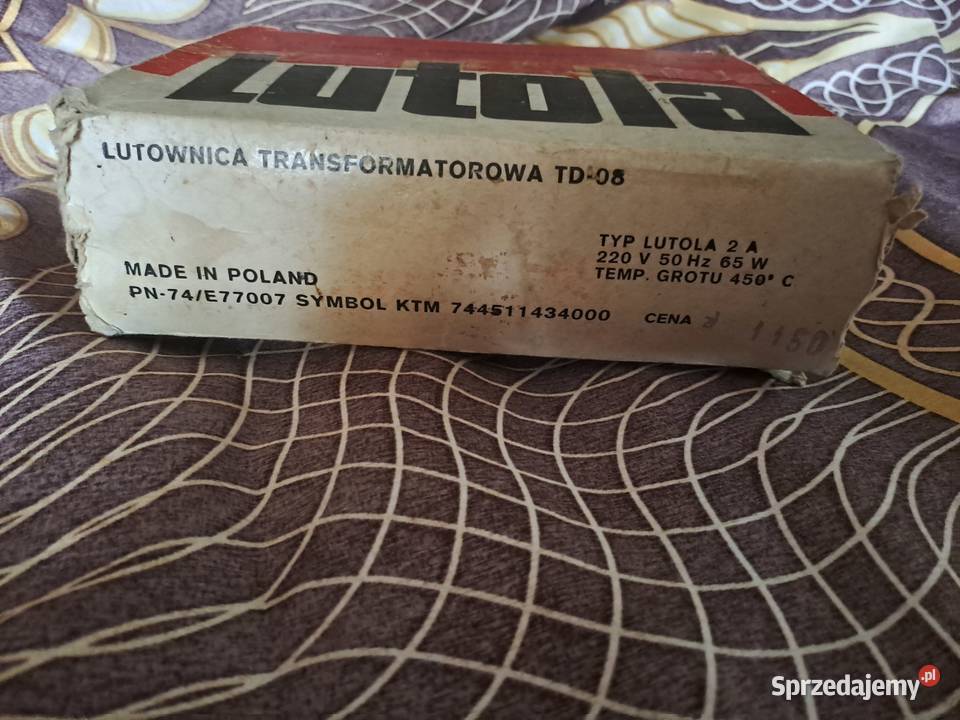 Lutola
LUTOWNICA TRANSFORMATOROWA TD-08
TYP LUTOLA 2 A
220 V 50 Hz 65 W
TEMP. GROTU 450° C
MADE IN POLAND
PN-74/E77007 SYMBOL KTM 744511434000
CENA 1150
Sprzedajemy.pl